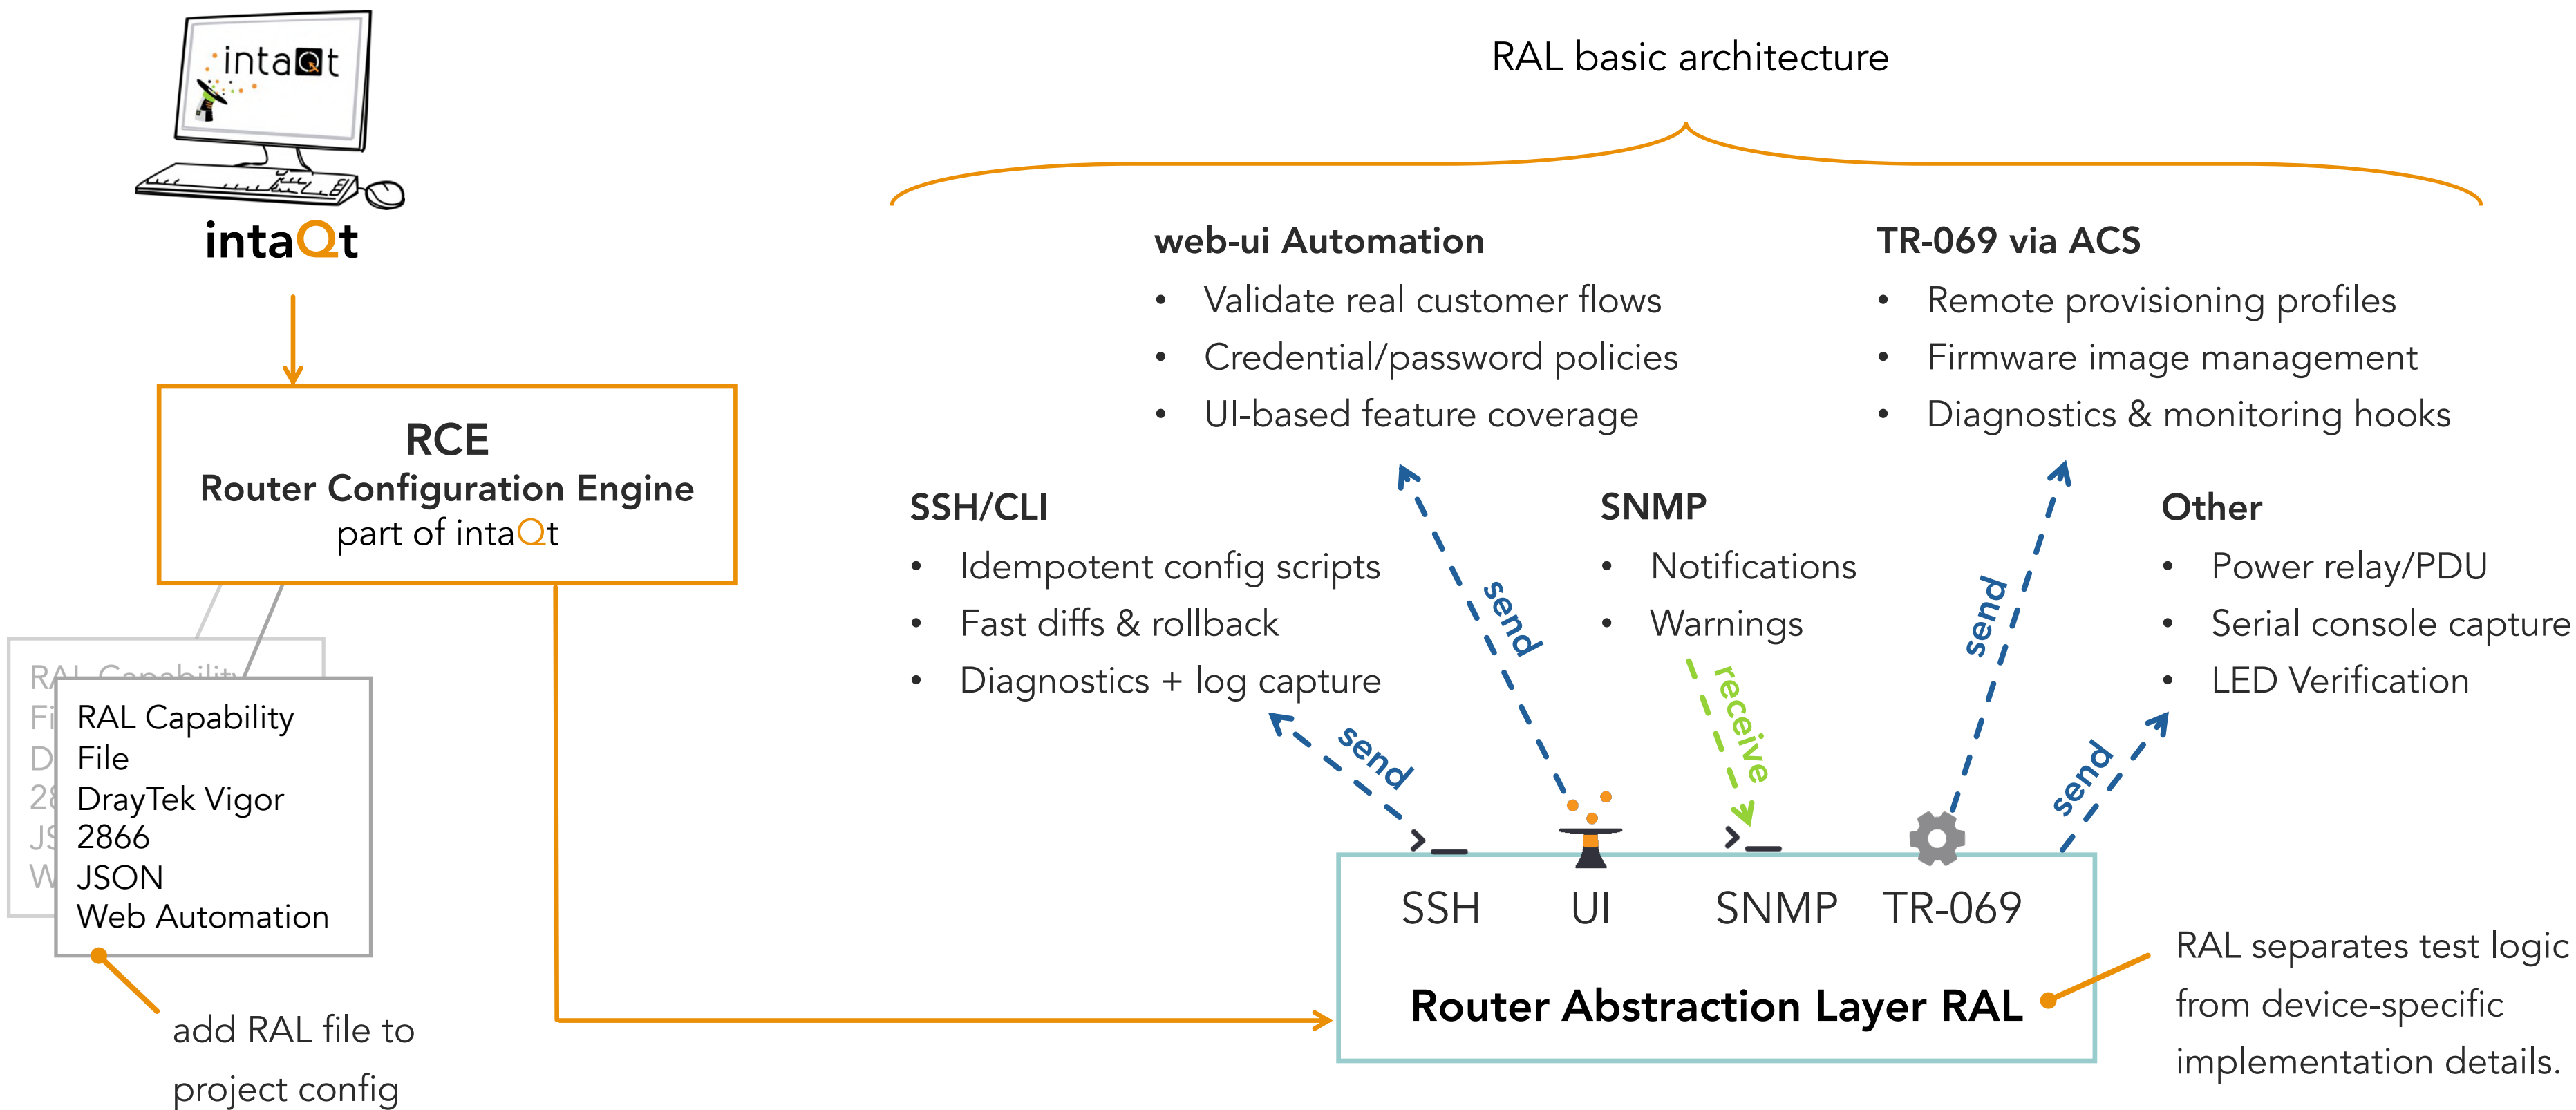 intaQt
intaQt
RCE
Router Configuration Engine
part of intaQt
RAL Capability
Fi
D
28
JS
W
RAL Capability
File
DrayTek Vigor
2866
JSON
Web Automation
add RAL file to
project config
RAL basic architecture
web-ui Automation
• Validate real customer flows
• Credential/password policies
• UI-based feature coverage
TR-069 via ACS
• Remote provisioning profiles
• Firmware image management
• Diagnostics & monitoring hooks
SSH/CLI
• Idempotent config scripts
• Fast diffs & rollback
• Diagnostics + log capture
SNMP
• Notifications
• Warnings
Other
• Power relay/PDU
• Serial console capture
• LED Verification
send
send
receive
send
send
SSH
UI
SNMP
TR-069
Router Abstraction Layer RAL
RAL separates test logic
from device-specific
implementation details.